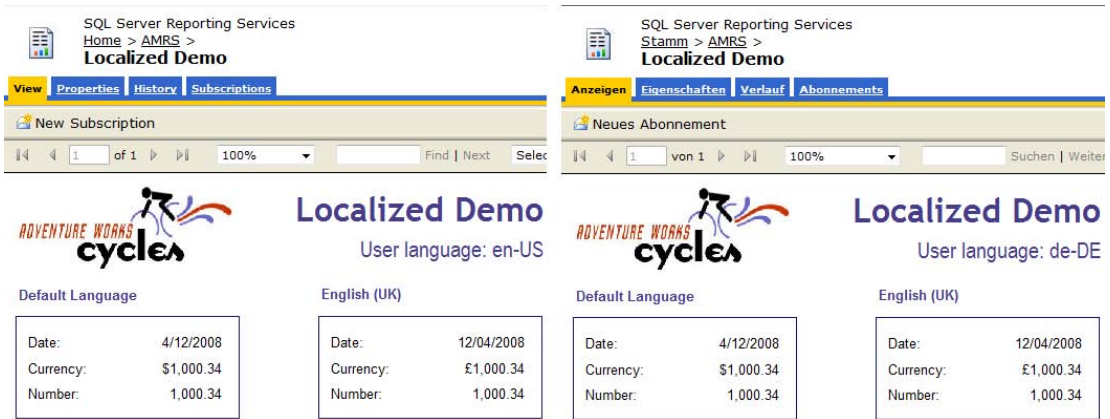 SQL Server Reporting Services
Home > AMRS >
Localized Demo
View Properties History Subscriptions
New Subscription
1 of 1 100% Find | Next Selec
ADVENTURE WORKS
cycles
Localized Demo
User language: en-US
Default Language English (UK)
Date: 4/12/2008 Date: 12/04/2008
Currency: $1,000.34 Currency: £1,000.34
Number: 1,000.34 Number: 1,000.34
SQL Server Reporting Services
Stamm > AMRS >
Localized Demo
Anzeigen Eigenschaften Verlauf Abonnements
Neues Abonnement
1 von 1 100% Suchen | Weiter
ADVENTURE WORKS
cycles
Localized Demo
User language: de-DE
Default Language English (UK)
Date: 4/12/2008 Date: 12/04/2008
Currency: $1,000.34 Currency: £1,000.34
Number: 1,000.34 Number: 1,000.34